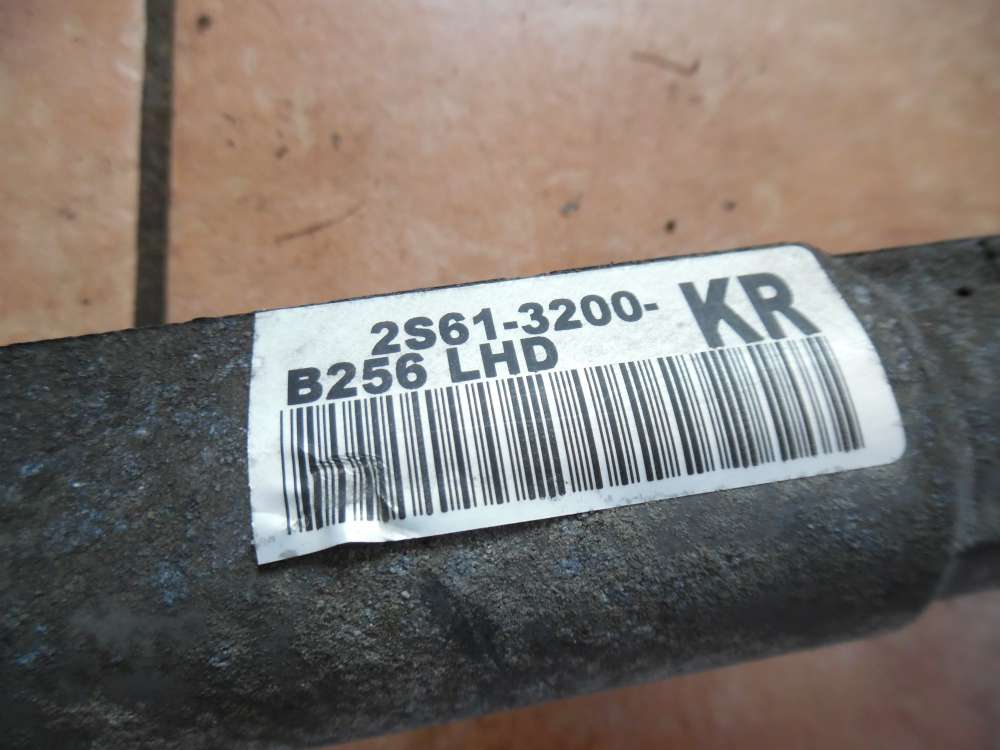 2S61-3200- KR
B256 LHD